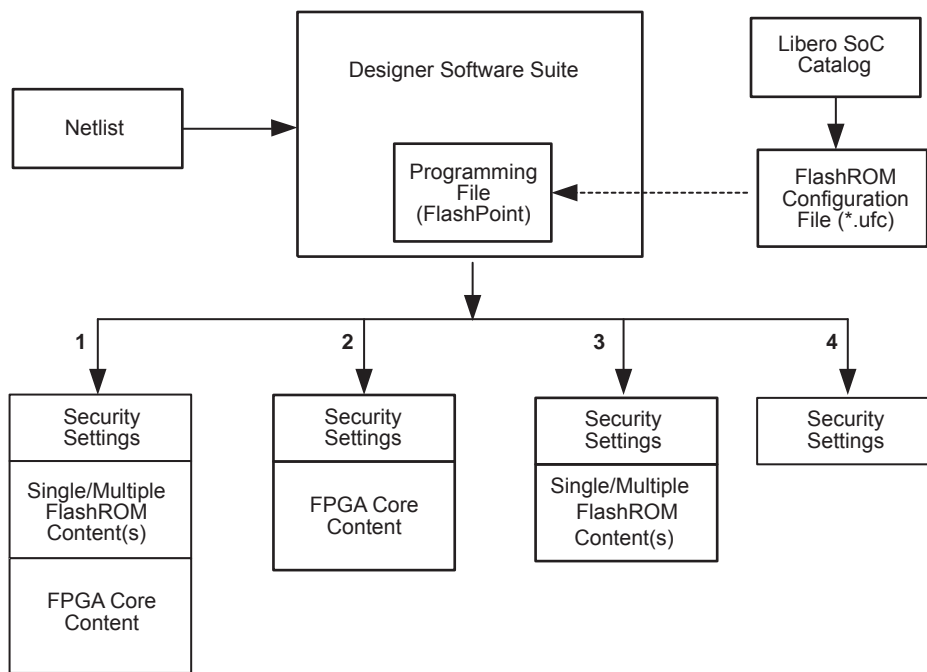 Designer Software Suite
Libero SoC
Catalog
Netlist
Programming
File
(FlashPoint)
FlashROM
Configuration
File (*.ufc)
1
2
3
4
Security
Settings
Single/Multiple
FlashROM
Content(s)
FPGA Core
Content
Security
Settings
FPGA Core
Content
Security
Settings
Single/Multiple
FlashROM
Content(s)
Security
Settings